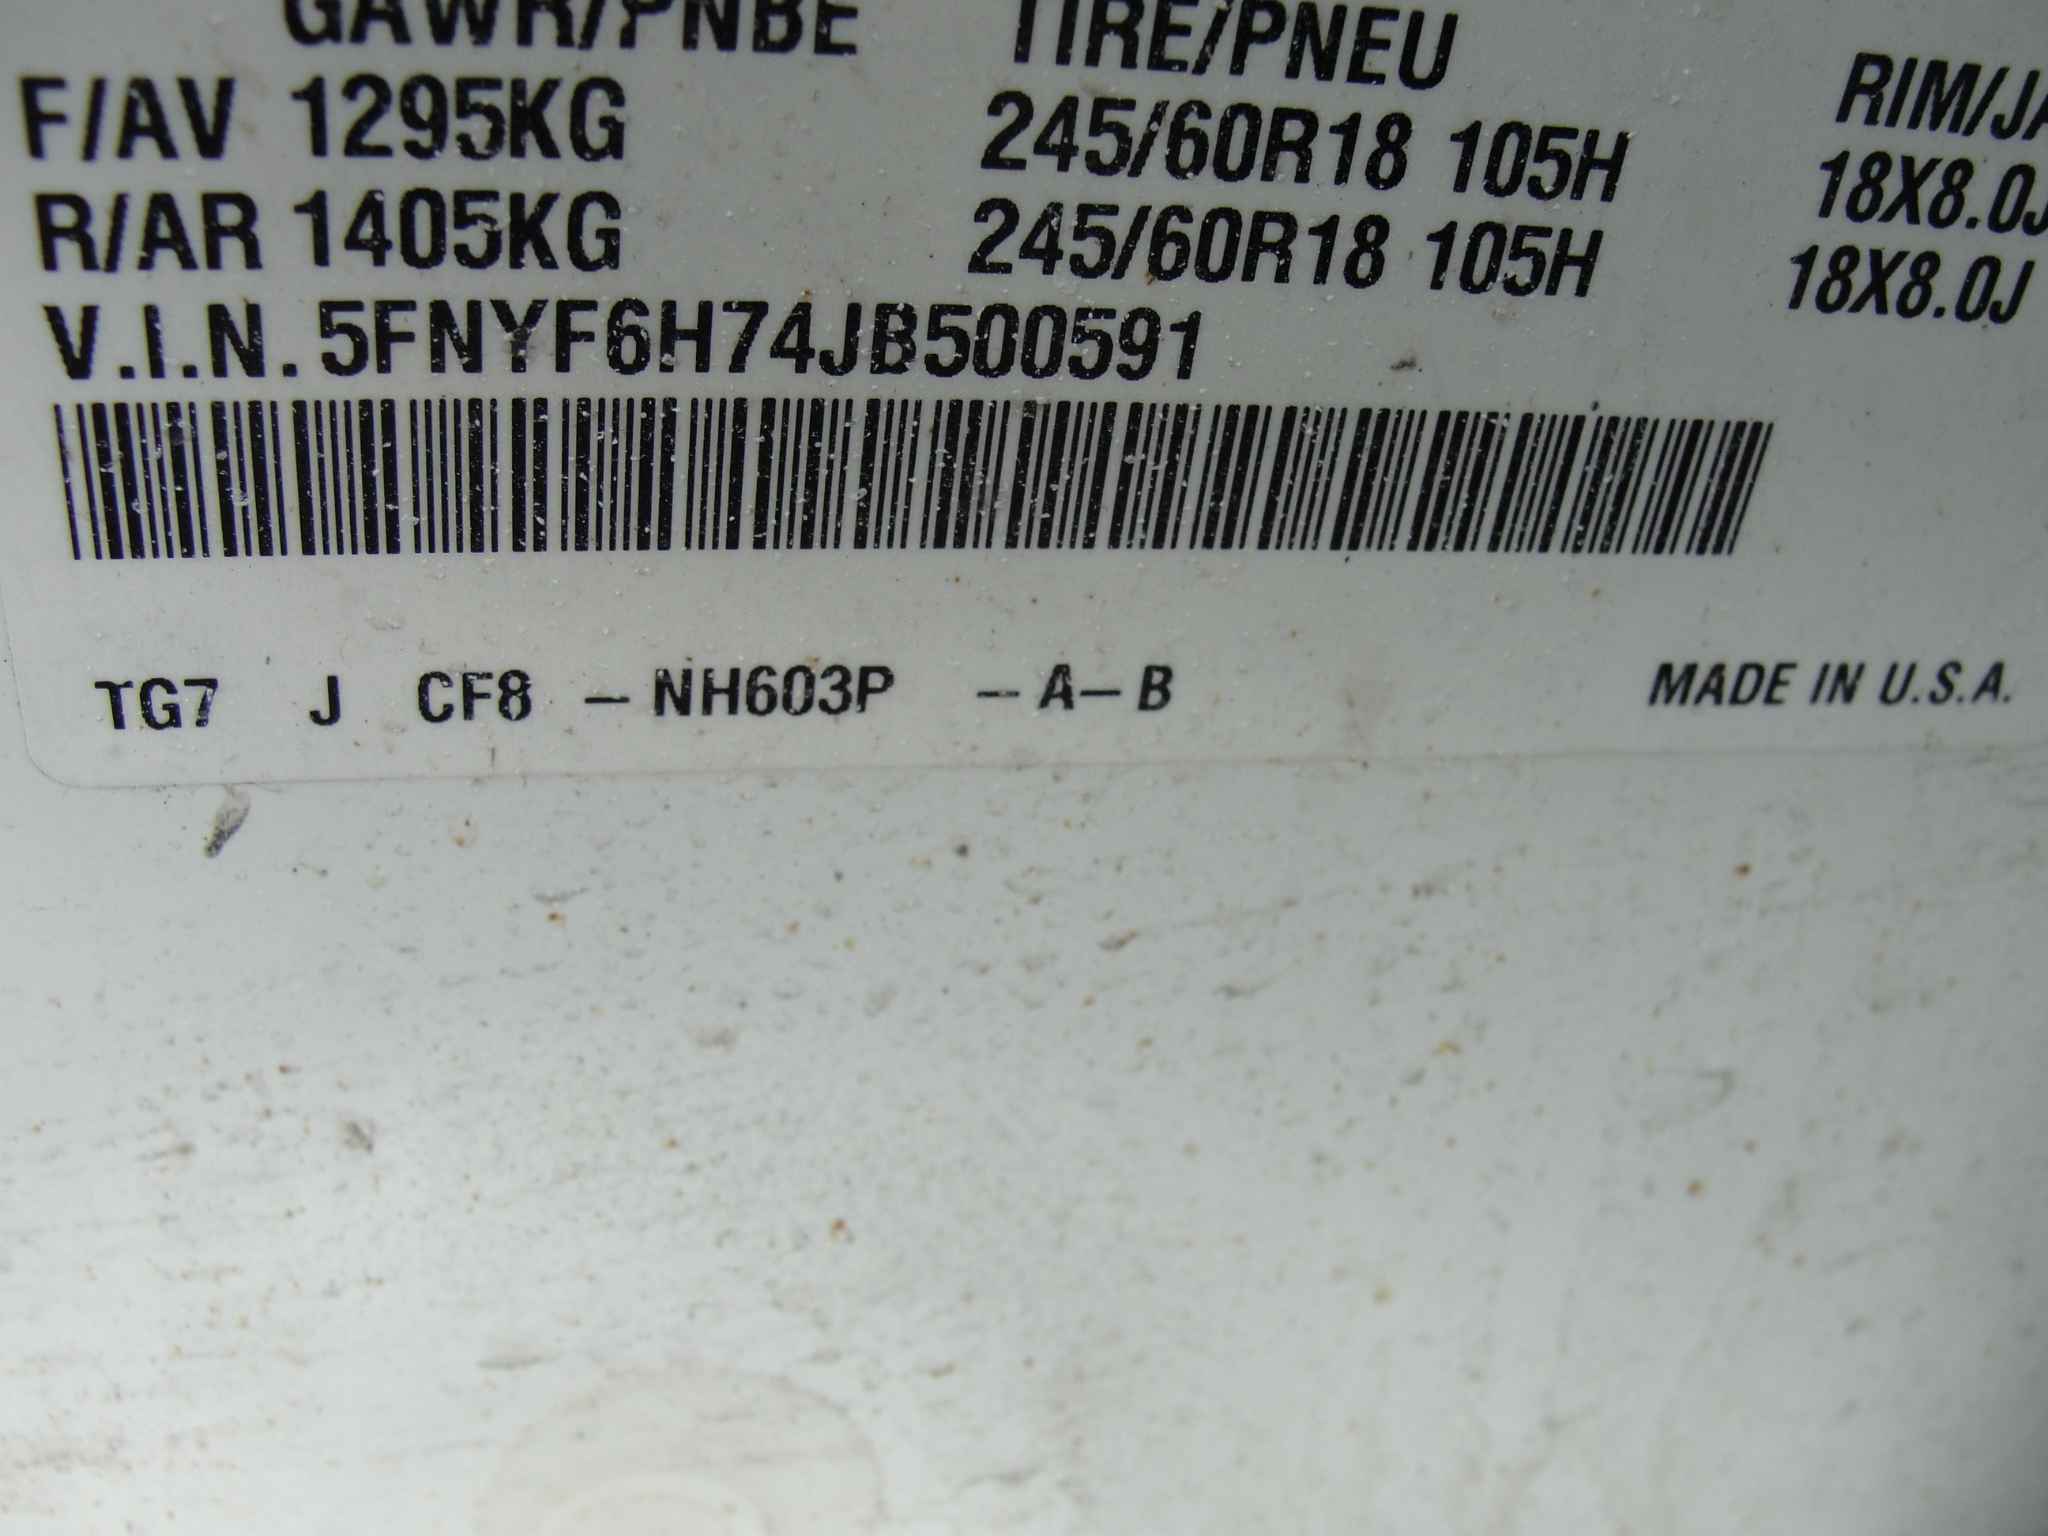 GAWR/PNBE TIRE/PNEU RIM/JA
F/AV 1295KG 245/60R18 105H 18X8.0J
R/AR 1405KG 245/60R18 105H 18X8.0J
V.I.N. 5FNYF6H74JB500591
TG7 J CF8 – NH603P – A – B MADE IN U.S.A.